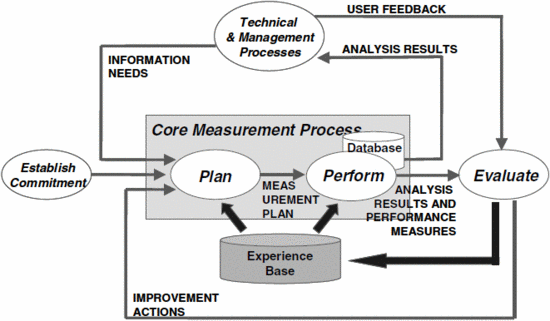 Technical
& Management
Processes
USER FEEDBACK
ANALYSIS RESULTS
INFORMATION
NEEDS
Core Measurement Process
Database
Establish
Commitment
Plan
MEAS
UREMENT
PLAN
Perform
ANALYSIS
RESULTS AND
PERFORMANCE
MEASURES
Evaluate
Experience
Base
IMPROVEMENT
ACTIONS